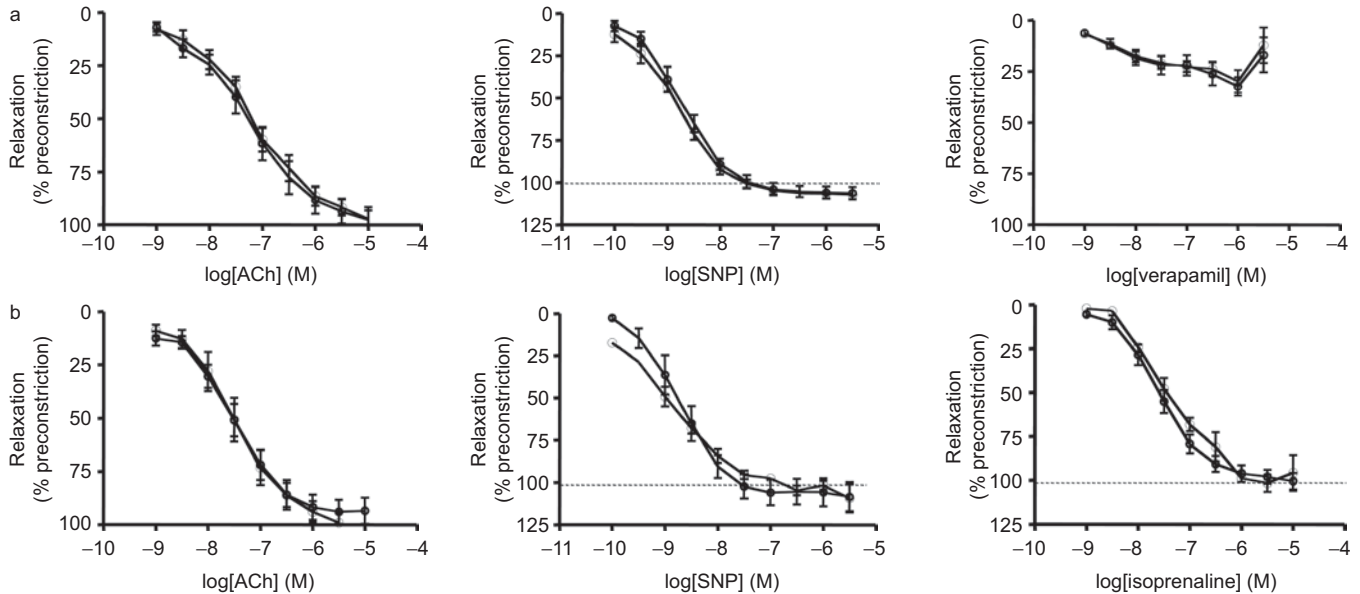 a
Relaxation
(% preconstriction)
0
25
50
75
100
–10 –9 –8 –7 –6 –5 –4
log[ACh] (M)
Relaxation
(% preconstriction)
0
25
50
75
100
125
–11 –10 –9 –8 –7 –6 –5
log[SNP] (M)
Relaxation
(% preconstriction)
0
25
50
75
100
–10 –9 –8 –7 –6 –5 –4
log[verapamil] (M)
b
Relaxation
(% preconstriction)
0
25
50
75
100
–10 –9 –8 –7 –6 –5 –4
log[ACh] (M)
Relaxation
(% preconstriction)
0
25
50
75
100
125
–11 –10 –9 –8 –7 –6 –5
log[SNP] (M)
Relaxation
(% preconstriction)
0
25
50
75
100
125
–10 –9 –8 –7 –6 –5 –4
log[isoprenaline] (M)